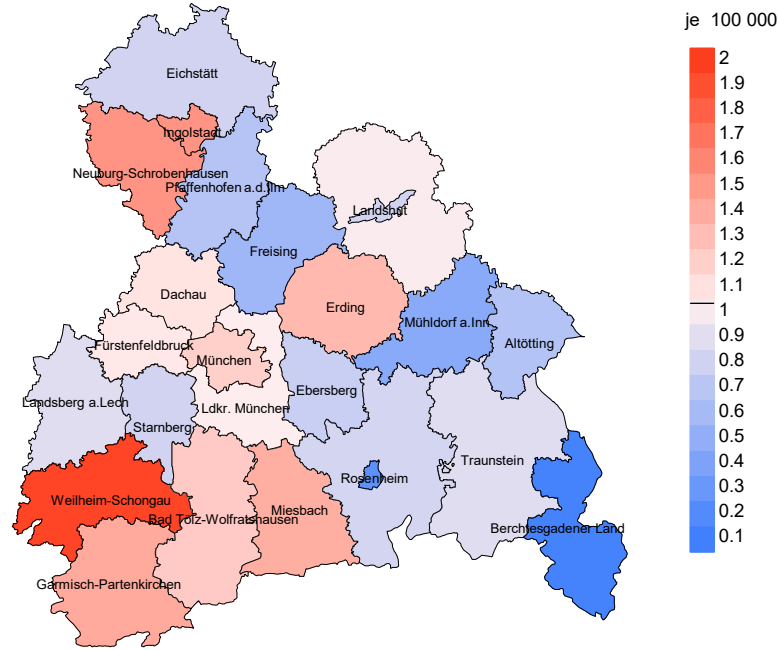 je 100 000
2
1.9
1.8
1.7
1.6
1.5
1.4
1.3
1.2
1.1
1
0.9
0.8
0.7
0.6
0.5
0.4
0.3
0.2
0.1
Eichstätt
Ingolstadt
Neuburg-Schrobenhausen
Pfaffenhofen a.d.Ilm
Landshut
Freising
Dachau
Erding
Mühldorf a.Inn
Altötting
Fürstenfeldbruck
München
Ebersberg
Landsberg a.Lech
Ldkr. München
Starnberg
Traunstein
Rosenheim
Weilheim-Schongau
Miesbach
Bad Tölz-Wolfratshausen
Berchtesgadener Land
Garmisch-Partenkirchen